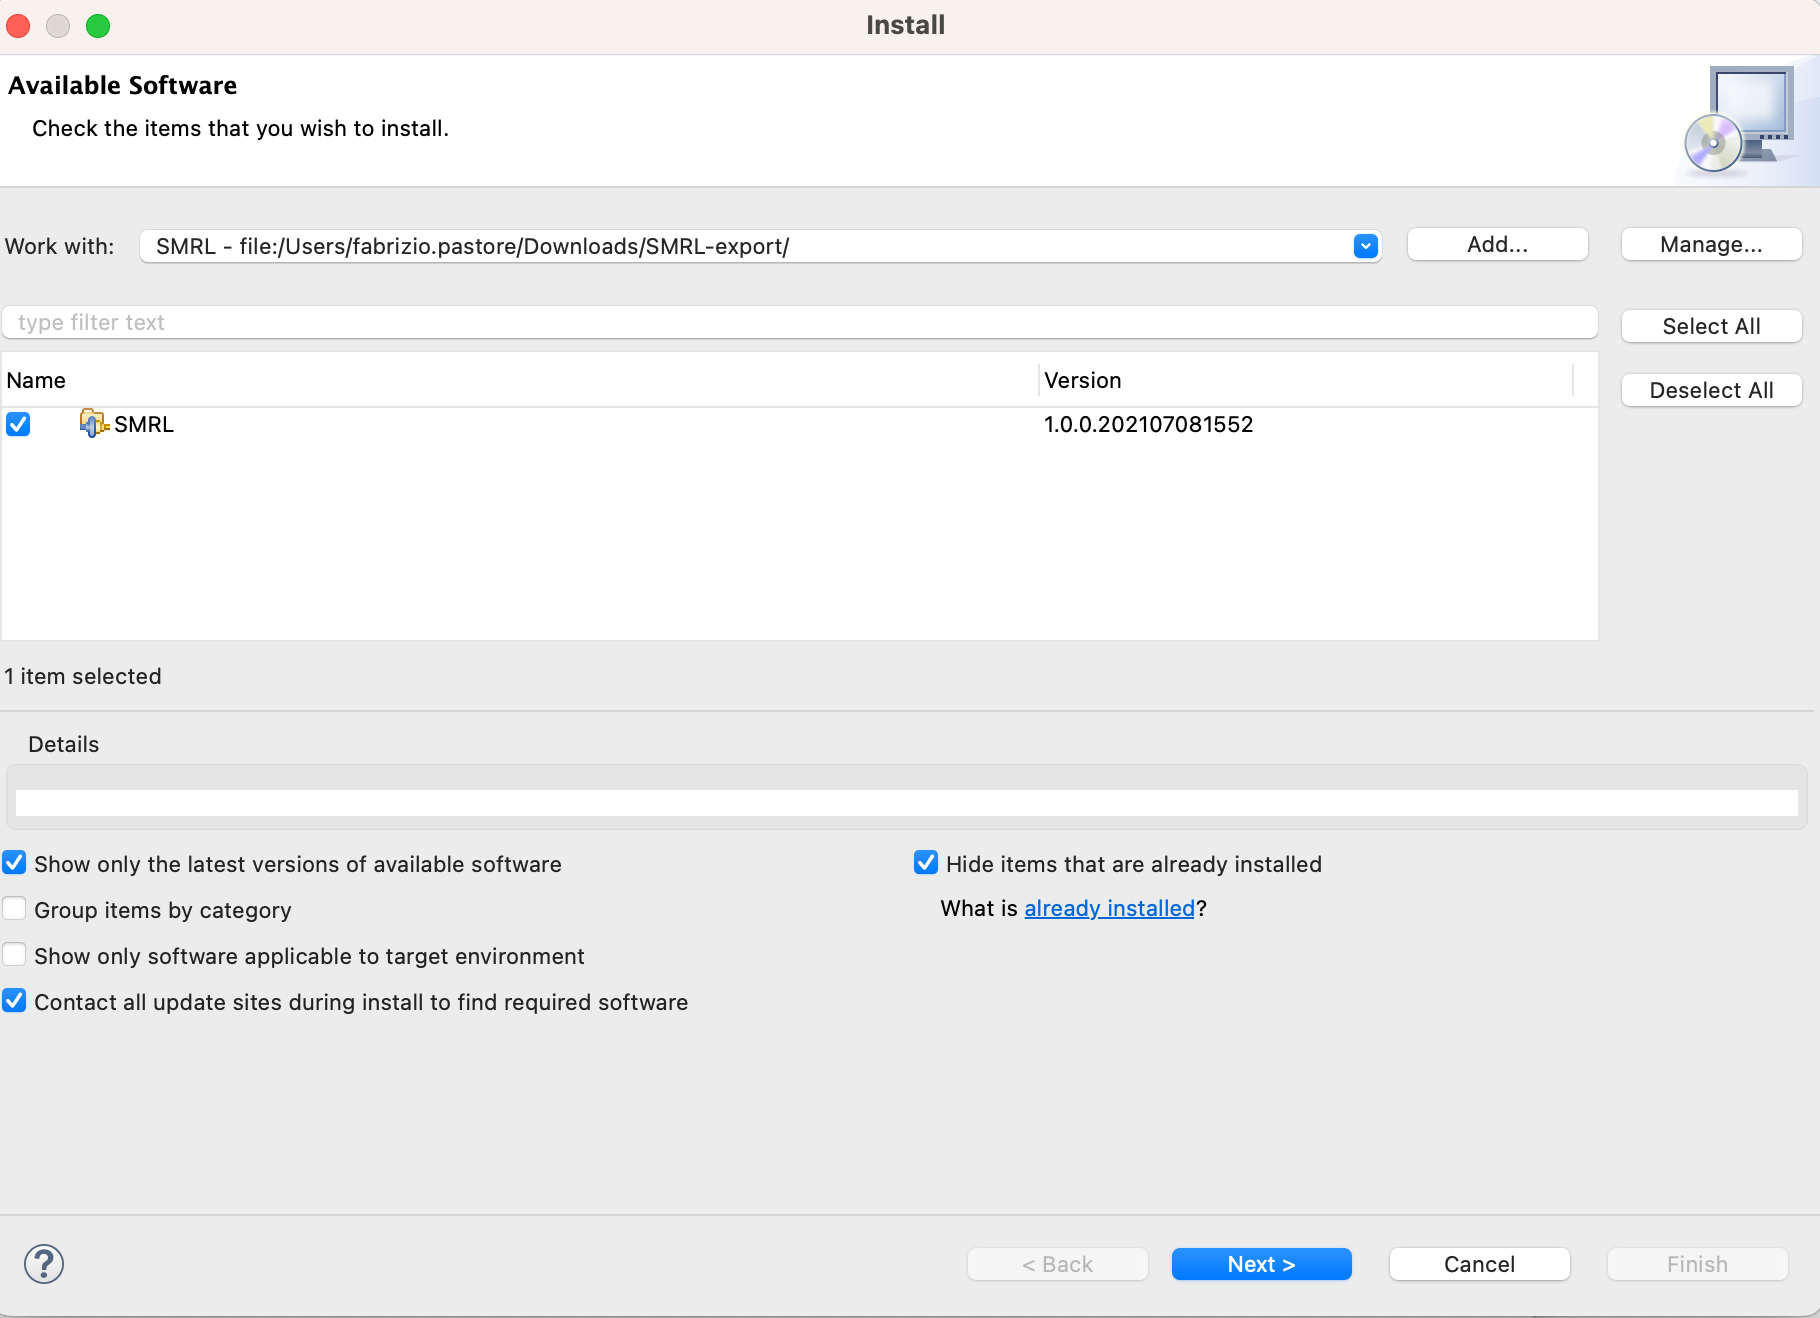 Install
Available Software
Check the items that you wish to install.
Work with: SMRL - file:/Users/fabrizio.pastore/Downloads/SMRL-export/ Add... Manage...
type filter text Select All
Name Version Deselect All
SMRL 1.0.0.202107081552
1 item selected
Details
Show only the latest versions of available software Hide items that are already installed
Group items by category What is already installed?
Show only software applicable to target environment
Contact all update sites during install to find required software
? < Back Next > Cancel Finish